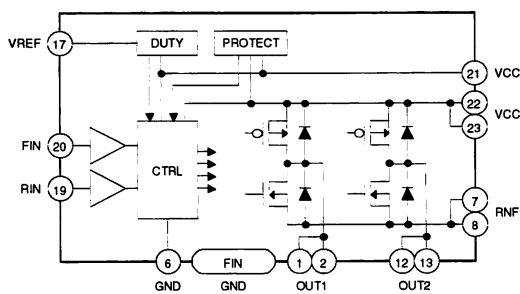 VREF 17 DUTY PROTECT
21 VCC
22 VCC
23
FIN 20
RIN 19
CTRL
7 RNF
8
6 FIN 1 2 12 13
GND GND OUT1 OUT2